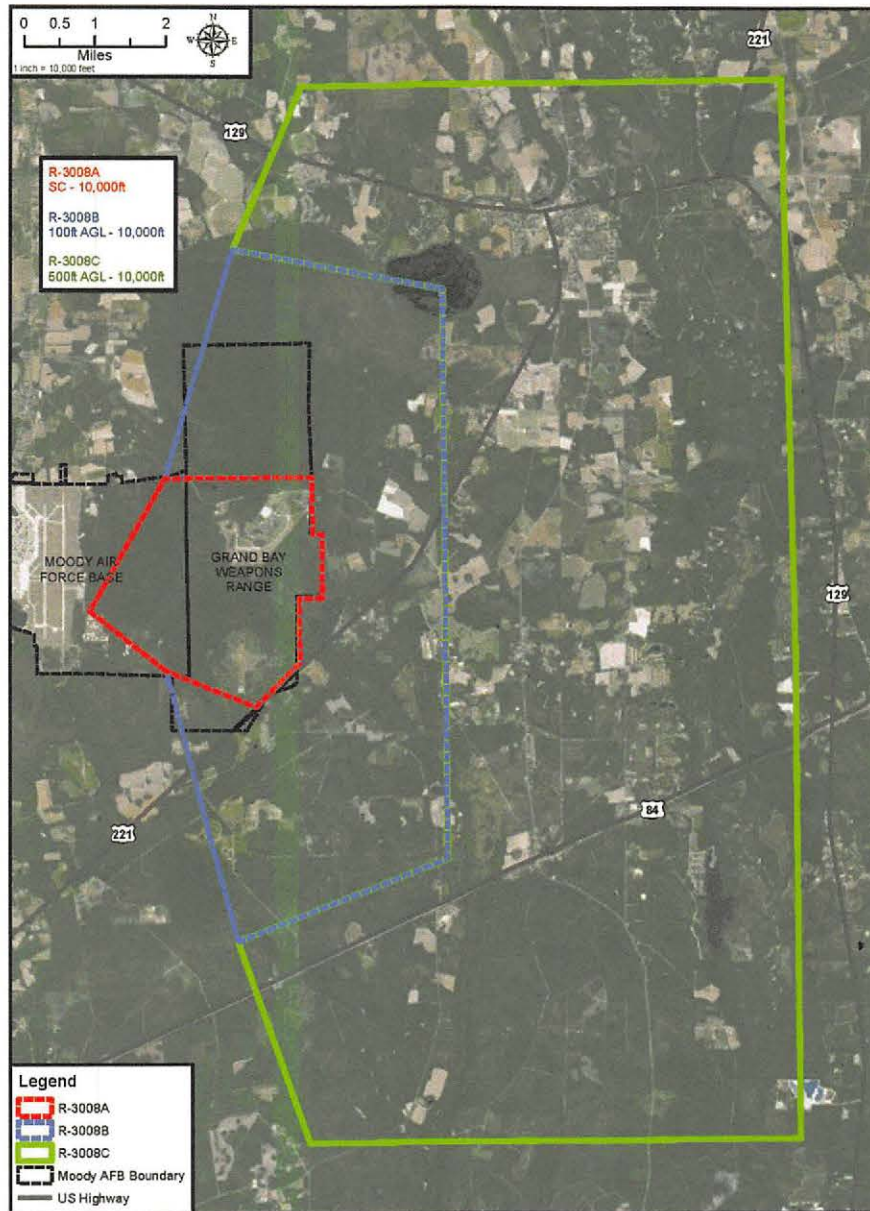 0 0.5 1 2
Miles
1 inch = 10,000 feet
N
W E
S
221
129
R-3008A
SC - 10,000ft
R-3008B
100ft AGL - 10,000ft
R-3008C
500ft AGL - 10,000ft
MOODY AIR
FORCE BASE
GRAND BAY
WEAPONS
RANGE
129
84
221
Legend
R-3008A
R-3008B
R-3008C
Moody AFB Boundary
US Highway